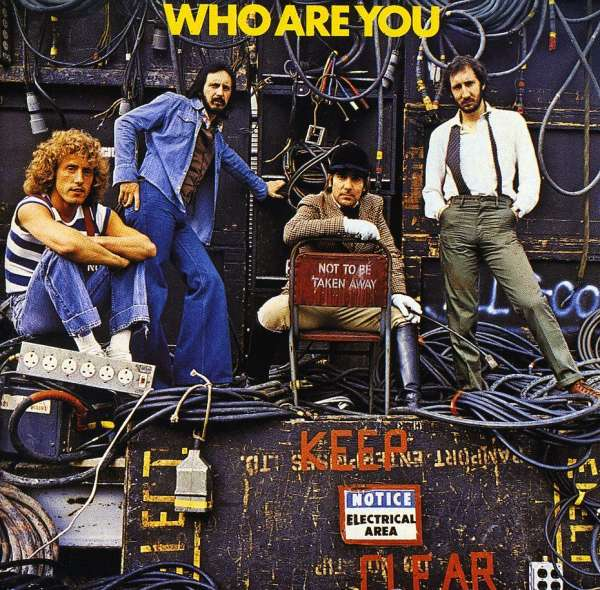 WHO ARE YOU
NOT TO BE
TAKEN AWAY
KEEP
NOTICE
ELECTRICAL
AREA
CLEAR